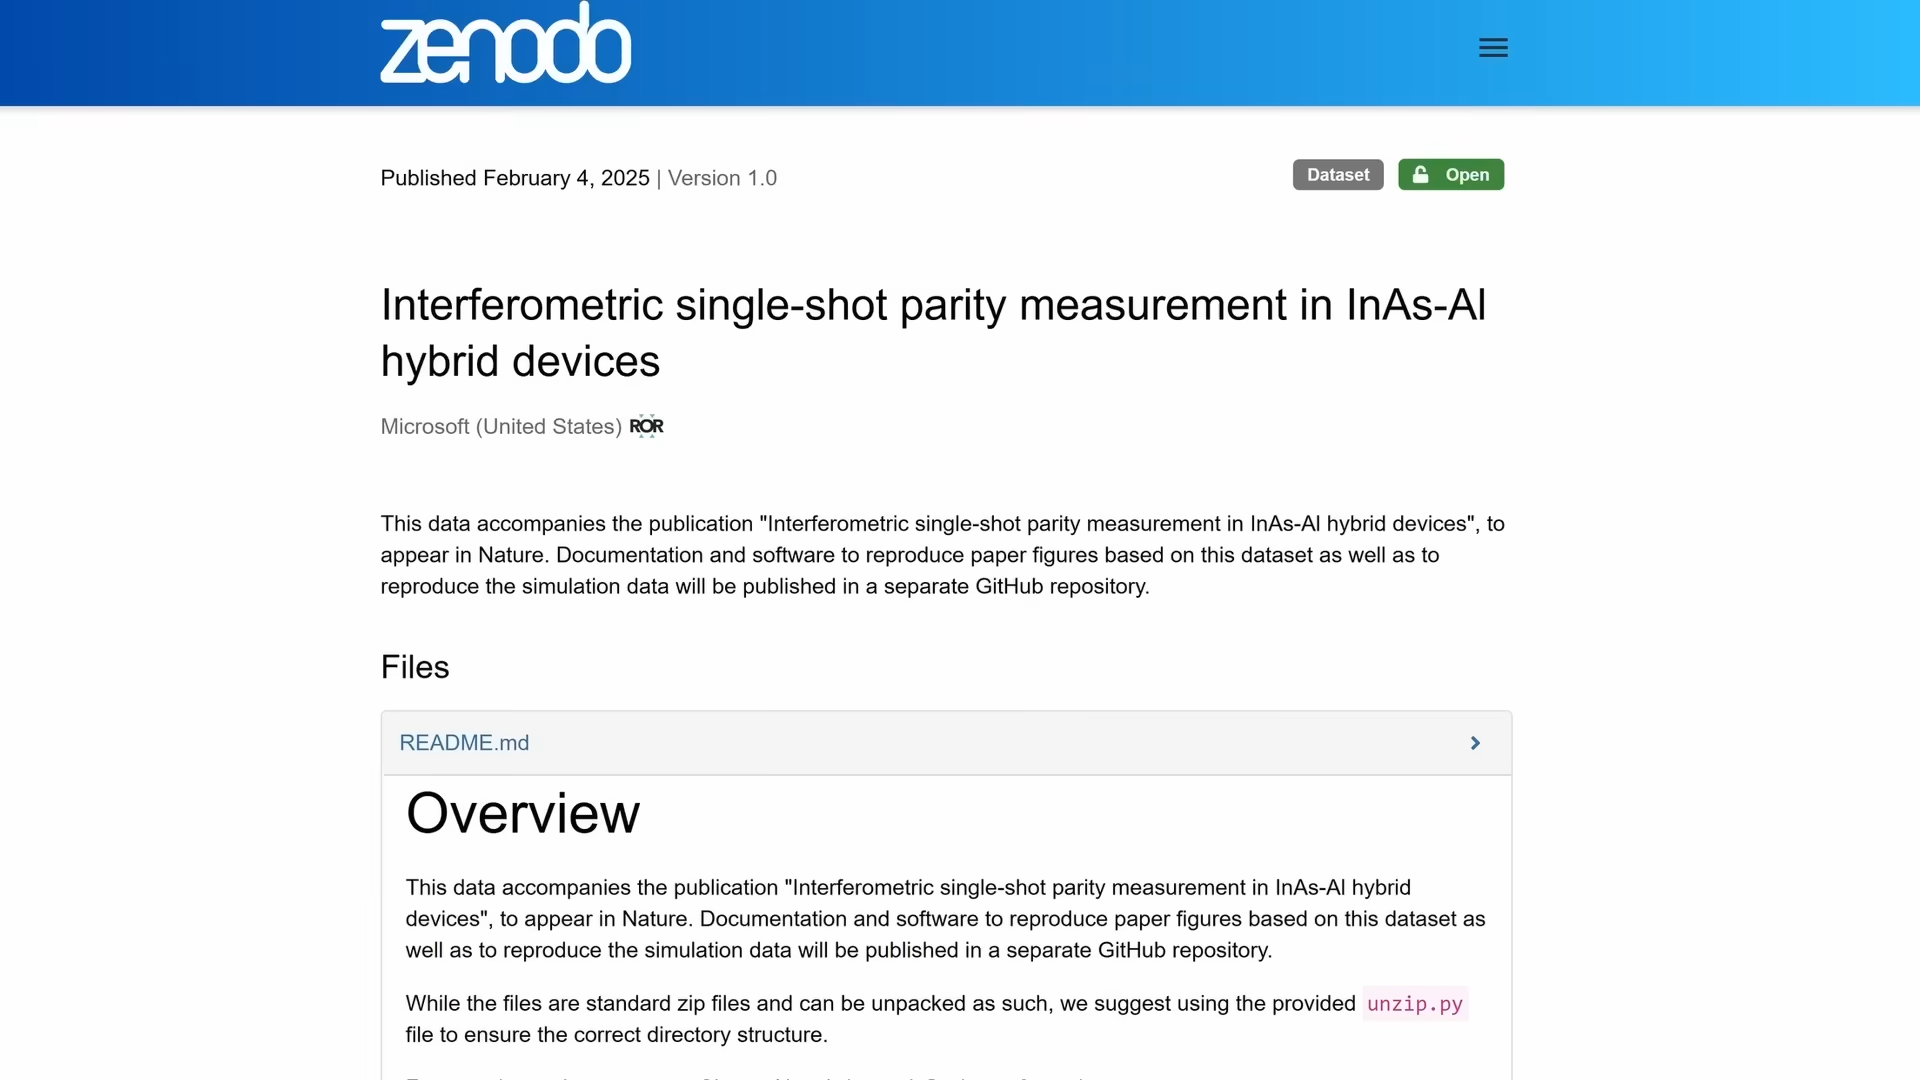 zenodo
Published February 4, 2025 | Version 1.0
Dataset
Open
Interferometric single-shot parity measurement in InAs-Al
hybrid devices
Microsoft (United States) ROR
This data accompanies the publication "Interferometric single-shot parity measurement in InAs-Al hybrid devices", to
appear in Nature. Documentation and software to reproduce paper figures based on this dataset as well as to
reproduce the simulation data will be published in a separate GitHub repository.
Files
README.md
Overview
This data accompanies the publication "Interferometric single-shot parity measurement in InAs-Al hybrid
devices", to appear in Nature. Documentation and software to reproduce paper figures based on this dataset as
well as to reproduce the simulation data will be published in a separate GitHub repository.
While the files are standard zip files and can be unpacked as such, we suggest using the provided unzip.py
file to ensure the correct directory structure.